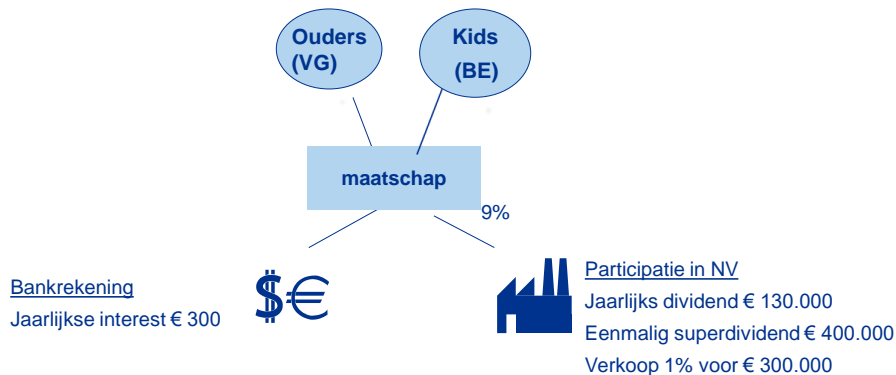 Ouders
(VG)
Kids
(BE)
maatschap
9%
Bankrekening
Jaarlijkse interest € 300
$€
Participatie in NV
Jaarlijks dividend € 130.000
Eenmalig superdividend € 400.000
Verkoop 1% voor € 300.000